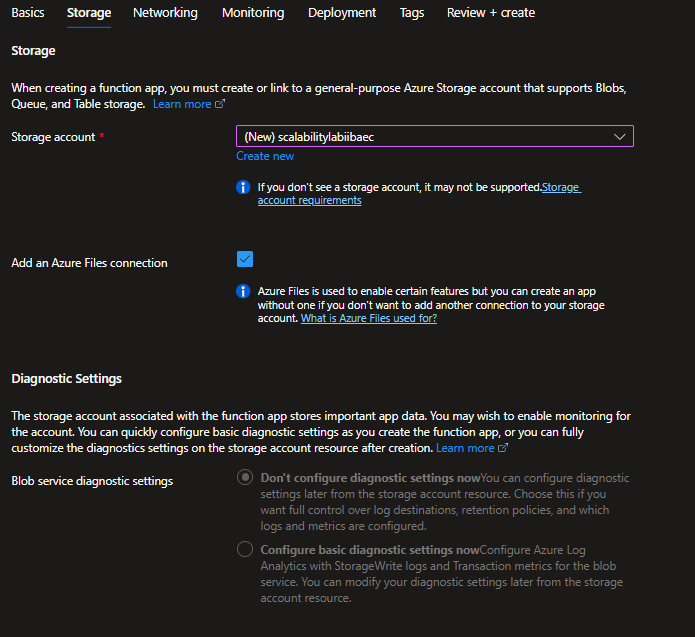 Basics Storage Networking Monitoring Deployment Tags Review + create
Storage
When creating a function app, you must create or link to a general-purpose Azure Storage account that supports Blobs,
Queue, and Table storage. Learn more
Storage account *
(New) scalabilitylabiibaec
Create new
If you don't see a storage account, it may not be supported.Storage
account requirements
Add an Azure Files connection
Azure Files is used to enable certain features but you can create an app
without one if you don't want to add another connection to your storage
account. What is Azure Files used for?
Diagnostic Settings
The storage account associated with the function app stores important app data. You may wish to enable monitoring for
the account. You can quickly configure basic diagnostic settings as you create the function app, or you can fully
customize the diagnostics settings on the storage account resource after creation. Learn more
Blob service diagnostic settings
Don't configure diagnostic settings nowYou can configure diagnostic
settings later from the storage account resource. Choose this if you
want full control over log destinations, retention policies, and which
logs and metrics are configured.
Configure basic diagnostic settings nowConfigure Azure Log
Analytics with StorageWrite logs and Transaction metrics for the blob
service. You can modify your diagnostic settings later from the storage
account resource.